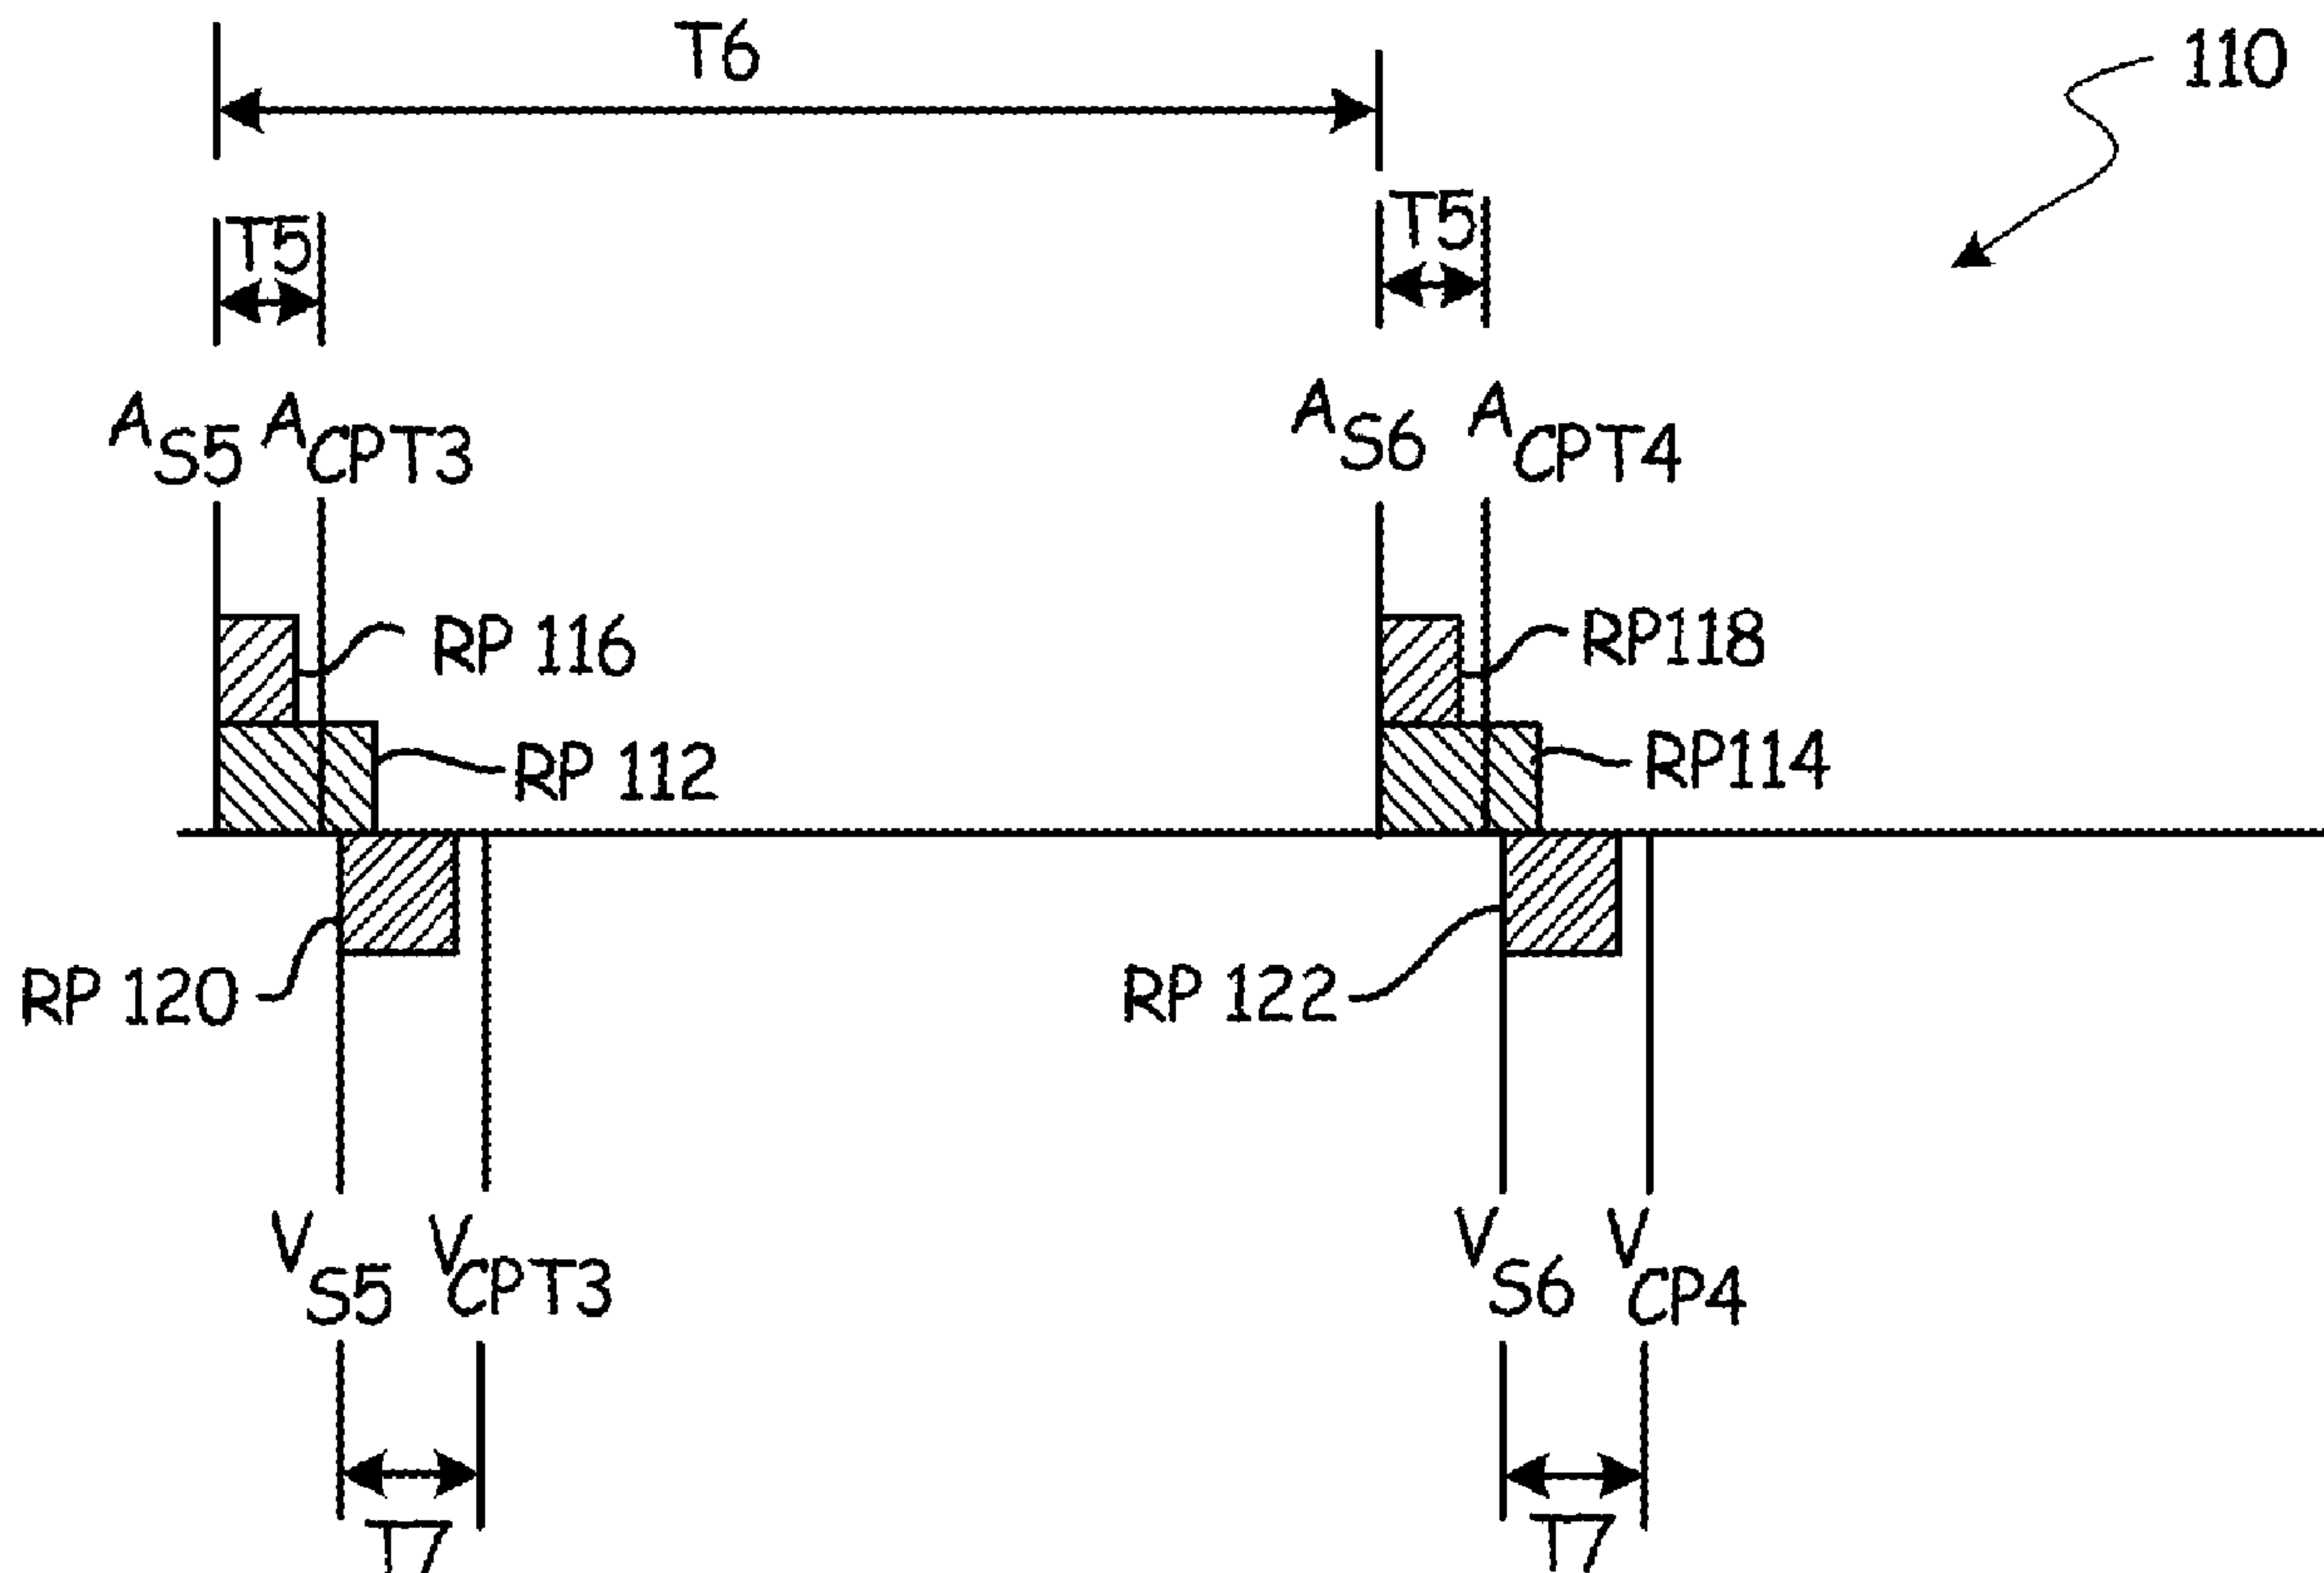 T6
110
T5
T5
AS5 ACPT3
AS6 ACPT4
RP 116
RP118
RP 112
RP114
RP 120
RP 122
VS5 VCPT3
VS6 VCP4
T7
T7